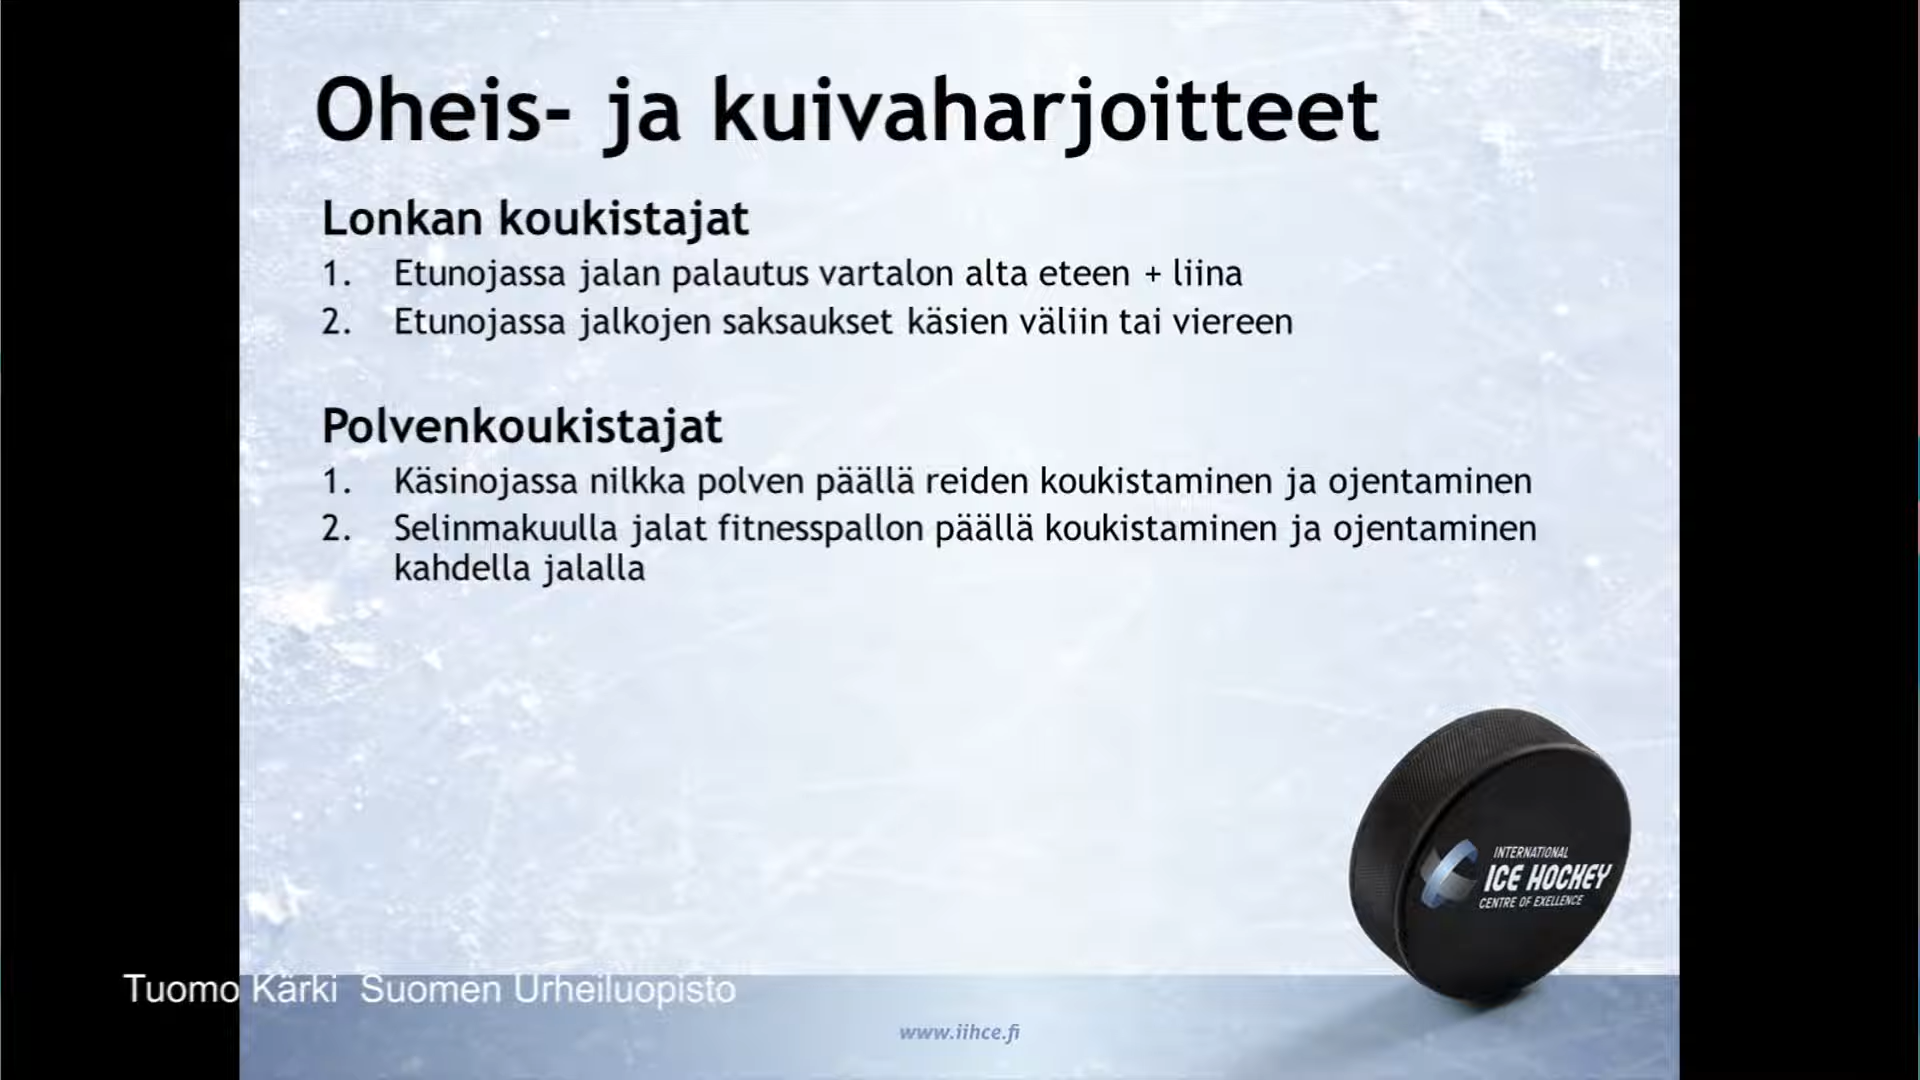 Oheis- ja kuivaharjoitteet
Lonkan koukistajat
1. Etunojassa jalan palautus vartalon alta eteen + liina
2. Etunojassa jalkojen saksaukset käsien väliin tai viereen
Polvenkoukistajat
1. Käsinojassa nilkka polven päällä reiden koukistaminen ja ojentaminen
2. Selinmakuulla jalat fitnesspallon päällä koukistaminen ja ojentaminen
kahdella jalalla
INTERNATIONAL
ICE HOCKEY
CENTRE OF EXELLENCE
Tuomo Kärki Suomen Urheiluopisto
www.iihce.fi